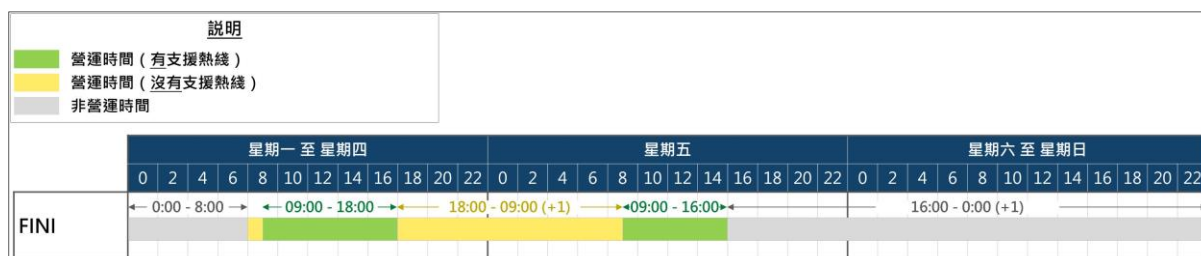 説明
營運時間 ( 有支援熱綫 )
營運時間 ( 沒有支援熱綫 )
非營運時間
星期一 至 星期四 星期五 星期六 至 星期日
0 2 4 6 8 10 12 14 16 18 20 22 0 2 4 6 8 10 12 14 16 18 20 22 0 2 4 6 8 10 12 14 16 18 20 22
0:00 - 8:00 09:00 - 18:00 18:00 - 09:00 (+1) 09:00 - 16:00 16:00 - 0:00 (+1)
FINI